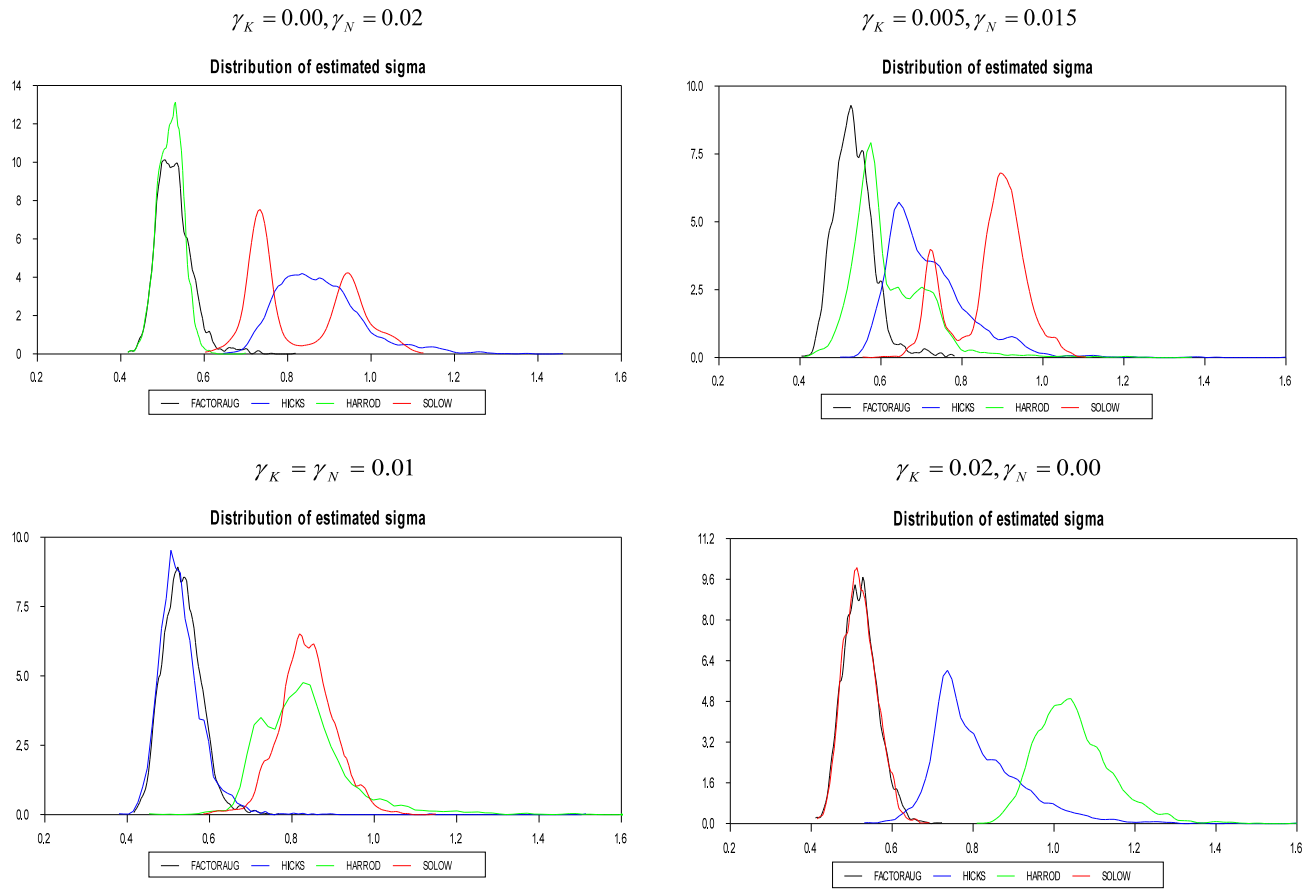 γ_K = 0.00, γ_N = 0.02
Distribution of estimated sigma
14
12
10
8
6
4
2
0
0.2 0.4 0.6 0.8 1.0 1.2 1.4 1.6
FACTORAUG HICKS HARROD SOLOW
γ_K = 0.005, γ_N = 0.015
Distribution of estimated sigma
10.0
7.5
5.0
2.5
0.0
0.2 0.4 0.6 0.8 1.0 1.2 1.4 1.6
FACTORAUG HICKS HARROD SOLOW
γ_K = γ_N = 0.01
Distribution of estimated sigma
10.0
7.5
5.0
2.5
0.0
0.2 0.4 0.6 0.8 1.0 1.2 1.4 1.6
FACTORAUG HICKS HARROD SOLOW
γ_K = 0.02, γ_N = 0.00
Distribution of estimated sigma
11.2
9.6
8.0
6.4
4.8
3.2
1.6
0.0
0.2 0.4 0.6 0.8 1.0 1.2 1.4 1.6
FACTORAUG HICKS HARROD SOLOW